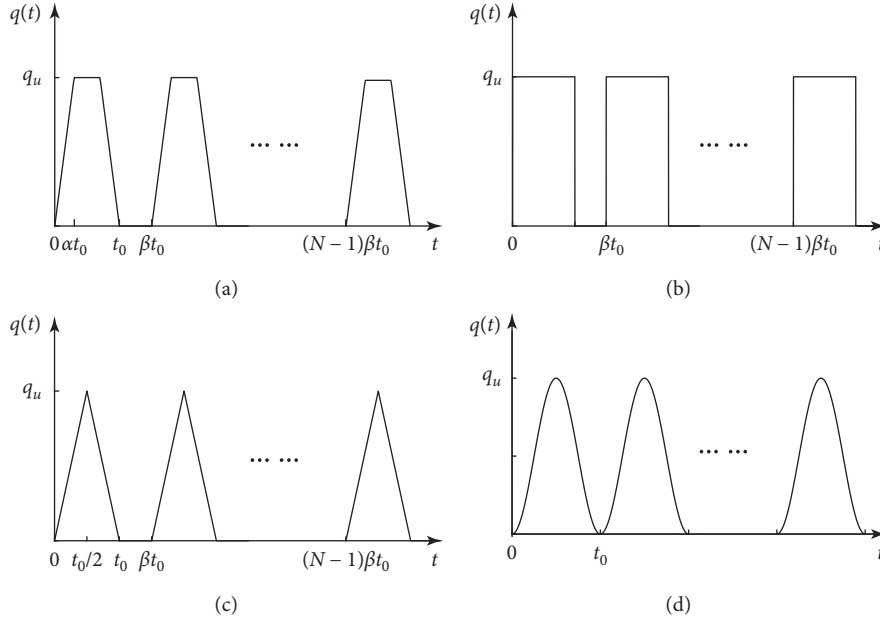 q(t)
q_u
0 αt_0 t_0 βt_0 (N − 1)βt_0 t
(a)
q(t)
q_u
0 βt_0 (N − 1)βt_0 t
(b)
q(t)
q_u
0 t_0/2 t_0 βt_0 (N − 1)βt_0 t
(c)
q(t)
q_u
0 t_0 t
(d)